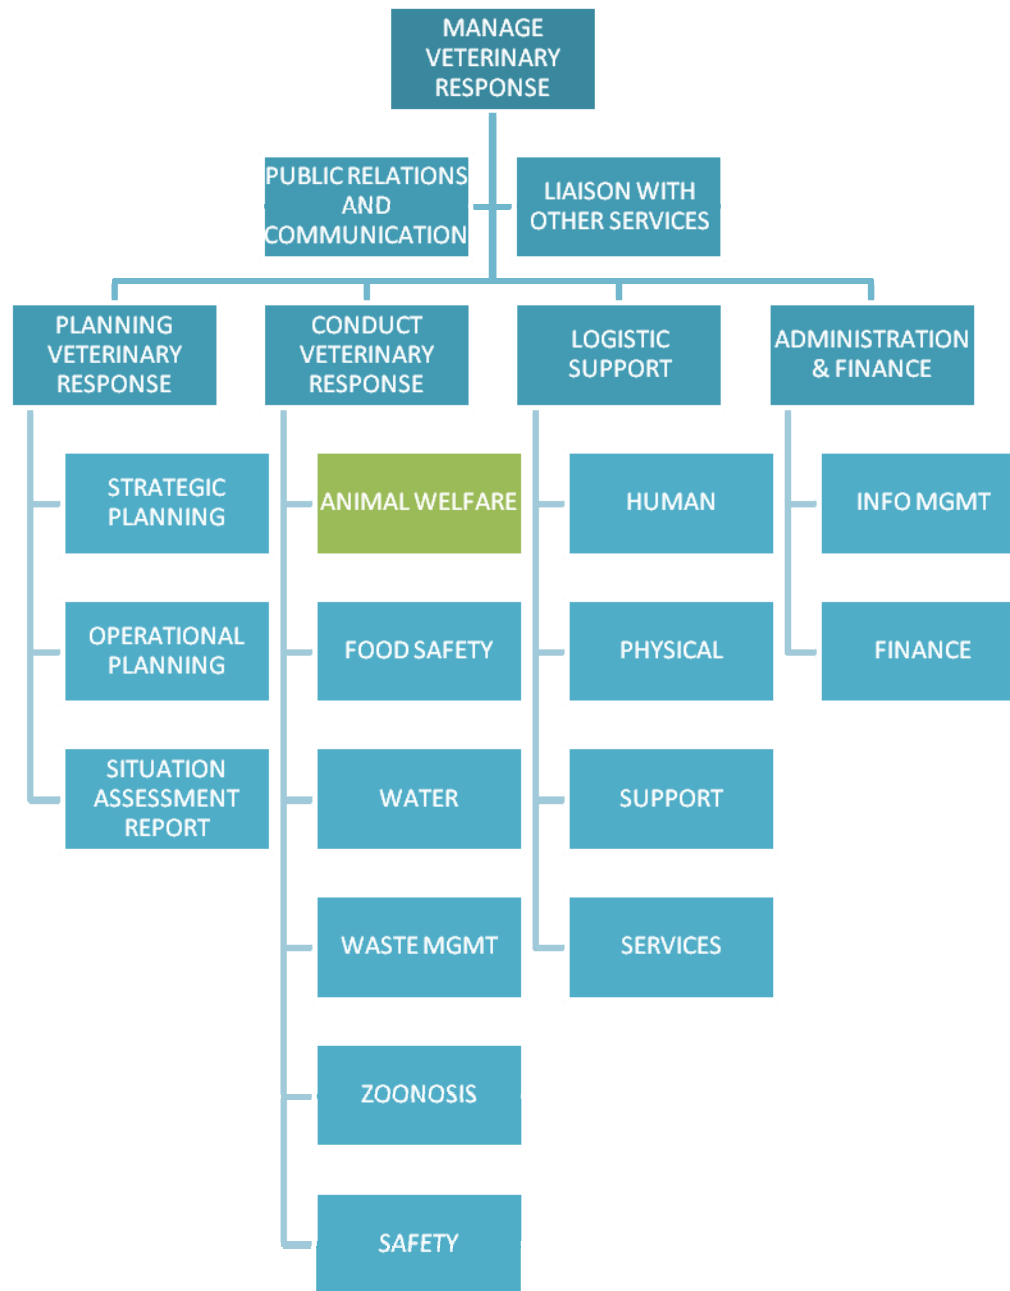 MANAGE
VETERINARY
RESPONSE
PUBLIC RELATIONS
AND
COMMUNICATION
LIAISON WITH
OTHER SERVICES
PLANNING
VETERINARY
RESPONSE
CONDUCT
VETERINARY
RESPONSE
LOGISTIC
SUPPORT
ADMINISTRATION
& FINANCE
STRATEGIC
PLANNING
ANIMAL WELFARE
HUMAN
INFO MGMT
OPERATIONAL
PLANNING
FOOD SAFETY
PHYSICAL
FINANCE
SITUATION
ASSESSMENT
REPORT
WATER
SUPPORT
WASTE MGMT
SERVICES
ZOONOSIS
SAFETY